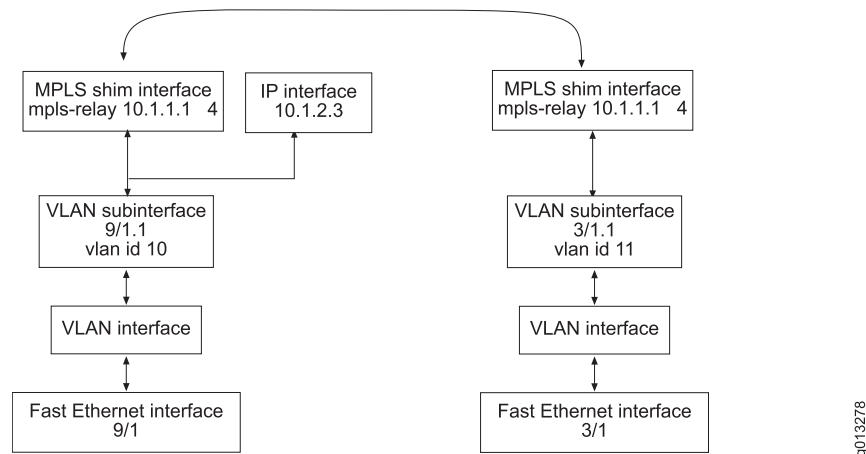 MPLS shim interface
mpls-relay 10.1.1.1 4
IP interface
10.1.2.3
MPLS shim interface
mpls-relay 10.1.1.1 4
VLAN subinterface
9/1.1
vlan id 10
VLAN subinterface
3/1.1
vlan id 11
VLAN interface
VLAN interface
Fast Ethernet interface
9/1
Fast Ethernet interface
3/1
g013278